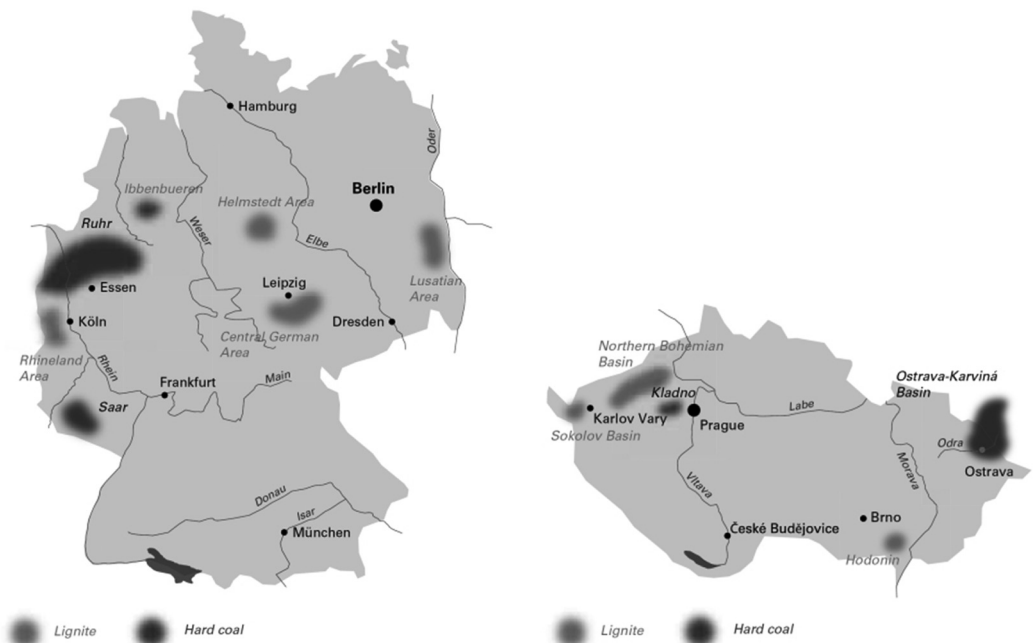 Hamburg
Oder
Ibbenbueren
Berlin
Helmstedt Area
Ruhr
Weser
Elbe
Essen
Leipzig
Lusatian
Area
Köln
Dresden
Central German
Area
Rhineland
Area
Rhein
Frankfurt
Main
Saar
Donau
Isar
München
Lignite
Hard coal
Northern Bohemian
Basin
Ostrava-Karviná
Basin
Kladno
Labe
Karlov Vary
Prague
Sokolov Basin
Odra
Ostrava
Morava
Vltava
Brno
České Budějovice
Hodonin
Lignite
Hard coal